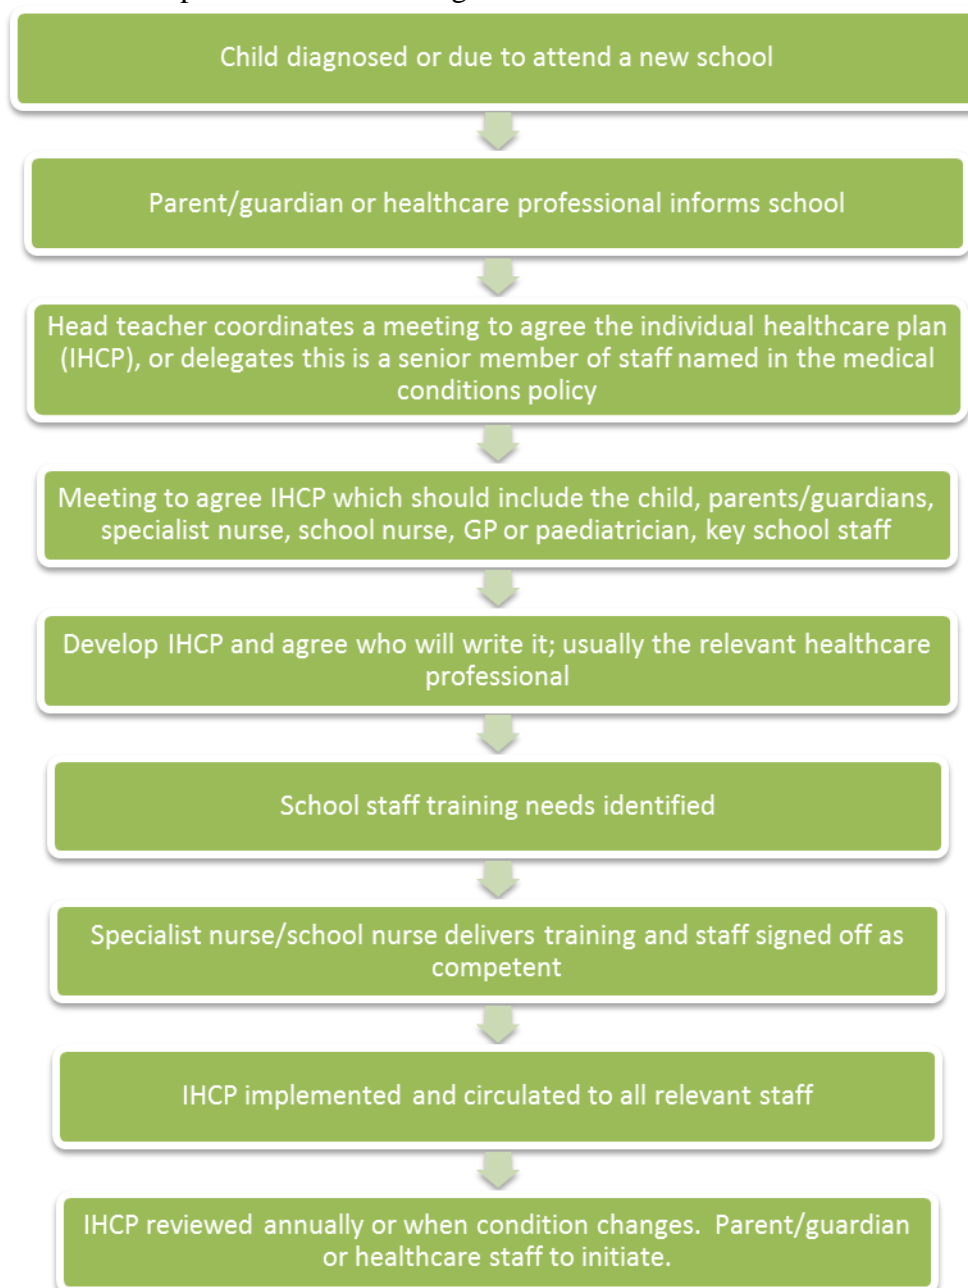 Child diagnosed or due to attend a new school
Parent/guardian or healthcare professional informs school
Head teacher coordinates a meeting to agree the individual healthcare plan
(IHCP), or delegates this is a senior member of staff named in the medical
conditions policy
Meeting to agree IHCP which should include the child, parents/guardians,
specialist nurse, school nurse, GP or paediatrician, key school staff
Develop IHCP and agree who will write it; usually the relevant healthcare
professional
School staff training needs identified
Specialist nurse/school nurse delivers training and staff signed off as
competent
IHCP implemented and circulated to all relevant staff
IHCP reviewed annually or when condition changes. Parent/guardian
or healthcare staff to initiate.